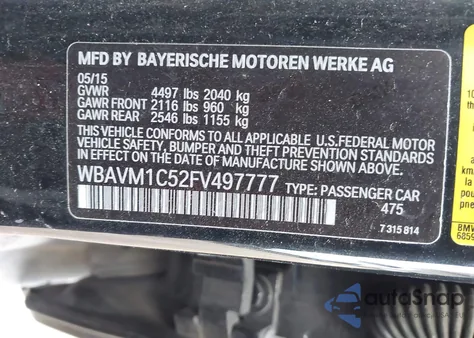 MFD BY BAYERISCHE MOTOREN WERKE AG
05/15
GVWR 4497 lbs 2040 kg
GAWR FRONT 2116 lbs 960 kg
GAWR REAR 2546 lbs 1155 kg
THIS VEHICLE CONFORMS TO ALL APPLICABLE U.S.FEDERAL MOTOR
VEHICLE SAFETY, BUMPER AND THEFT PREVENTION STANDARDS
IN EFFECT ON THE DATE OF MANUFACTURE SHOWN ABOVE.
WBAVM1C52FV497777 TYPE: PASSENGER CAR
475
7 315 814
BMW
autoSnap